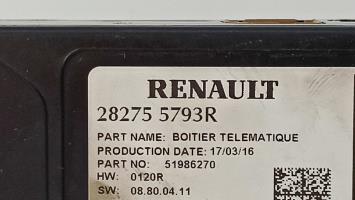 RENAULT
28275 5793R
PART NAME: BOITIER TELEMATIQUE
PRODUCTION DATE: 17/03/16
PART NO: 51986270
HW: 0120R
SW: 08.80.04.11